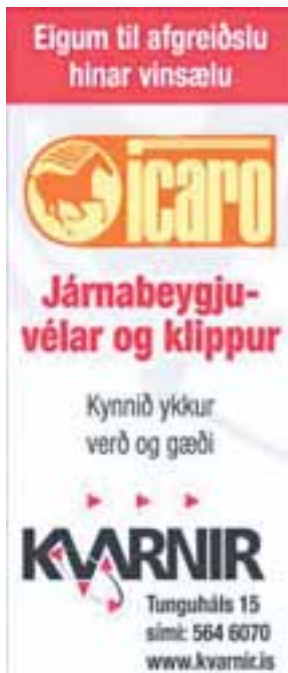 Eigum til afgreiðslu
hinar vinsælu
icaro
Járnabeygju-
vélar og klippur
Kynnið ykkur
verð og gæði
KVARNIR
Tunguháls 15
sími: 564 6070
www.kvarnir.is